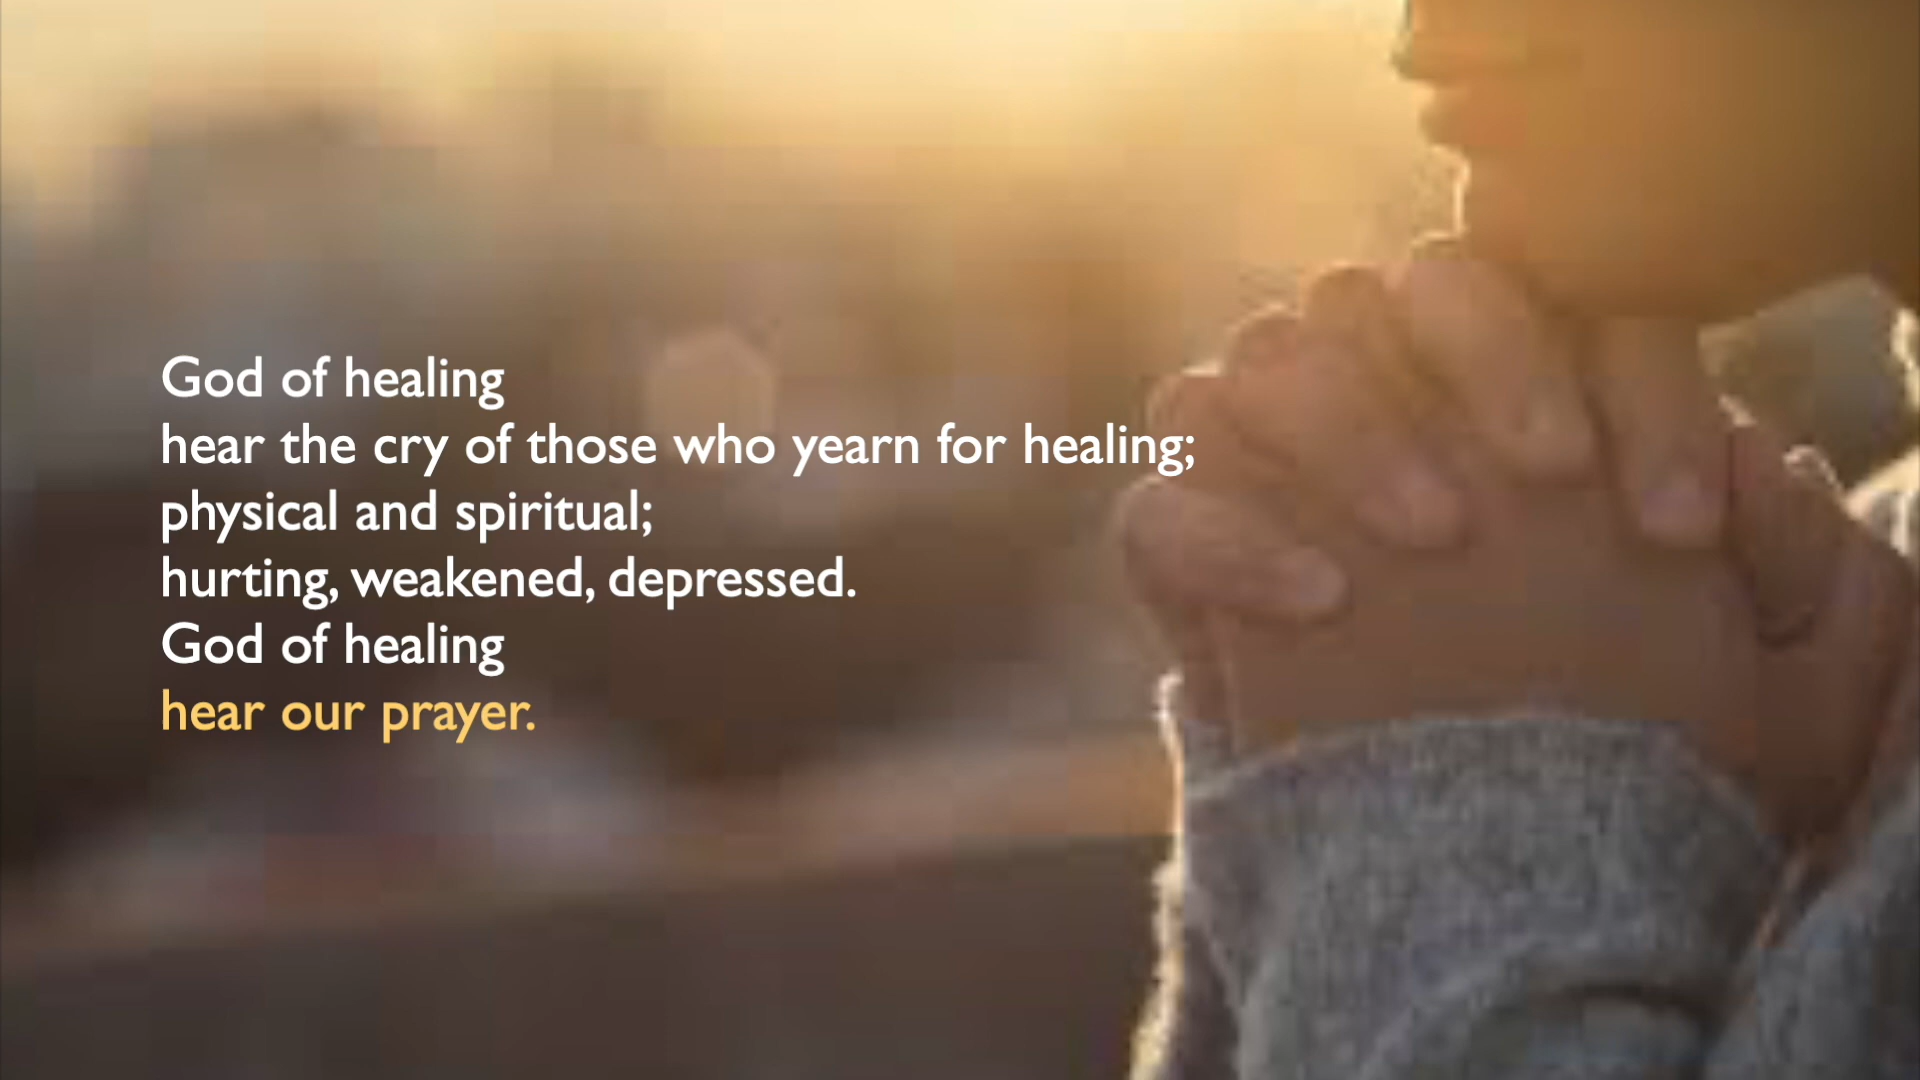 God of healing
hear the cry of those who yearn for healing;
physical and spiritual;
hurting, weakened, depressed.
God of healing
hear our prayer.